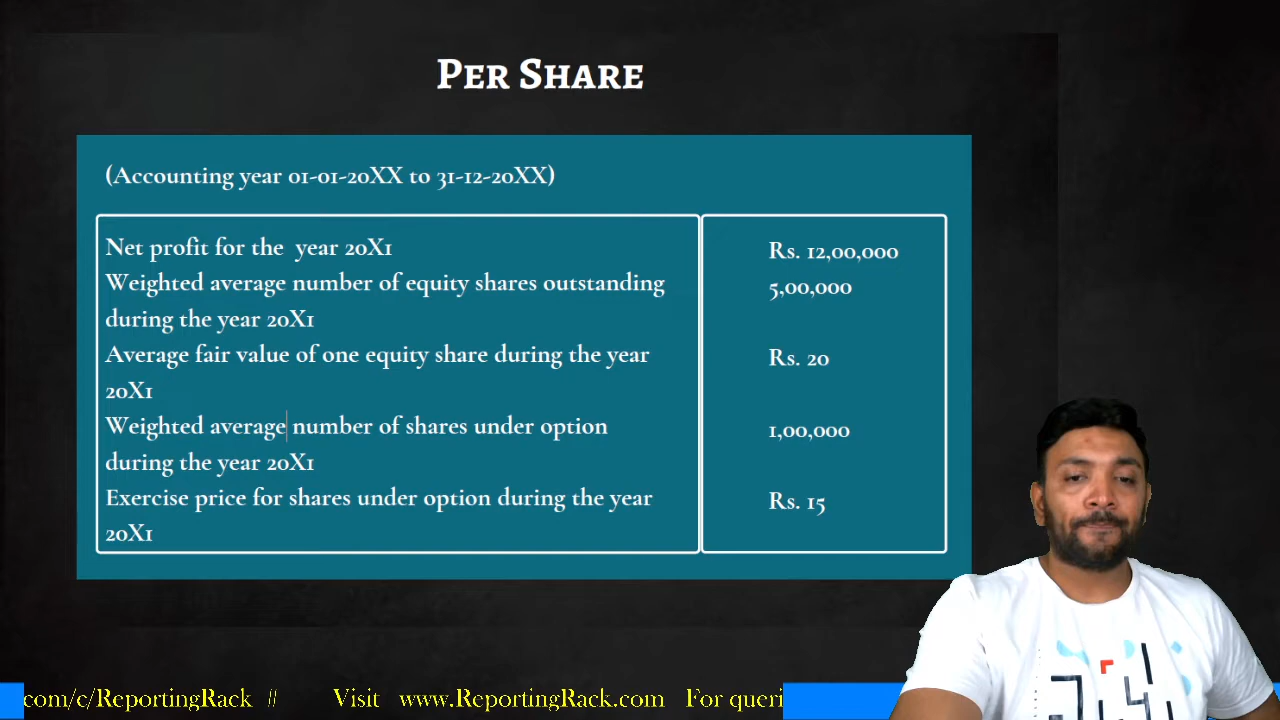 PER SHARE
(Accounting year 01-01-20XX to 31-12-20XX)
Net profit for the year 20X1
Rs. 12,00,000
Weighted average number of equity shares outstanding
5,00,000
during the year 20X1
Average fair value of one equity share during the year
Rs. 20
20X1
Weighted average number of shares under option
1,00,000
during the year 20X1
Exercise price for shares under option during the year
Rs. 15
20X1
com/c/ReportingRack # Visit www.ReportingRack.com For queri